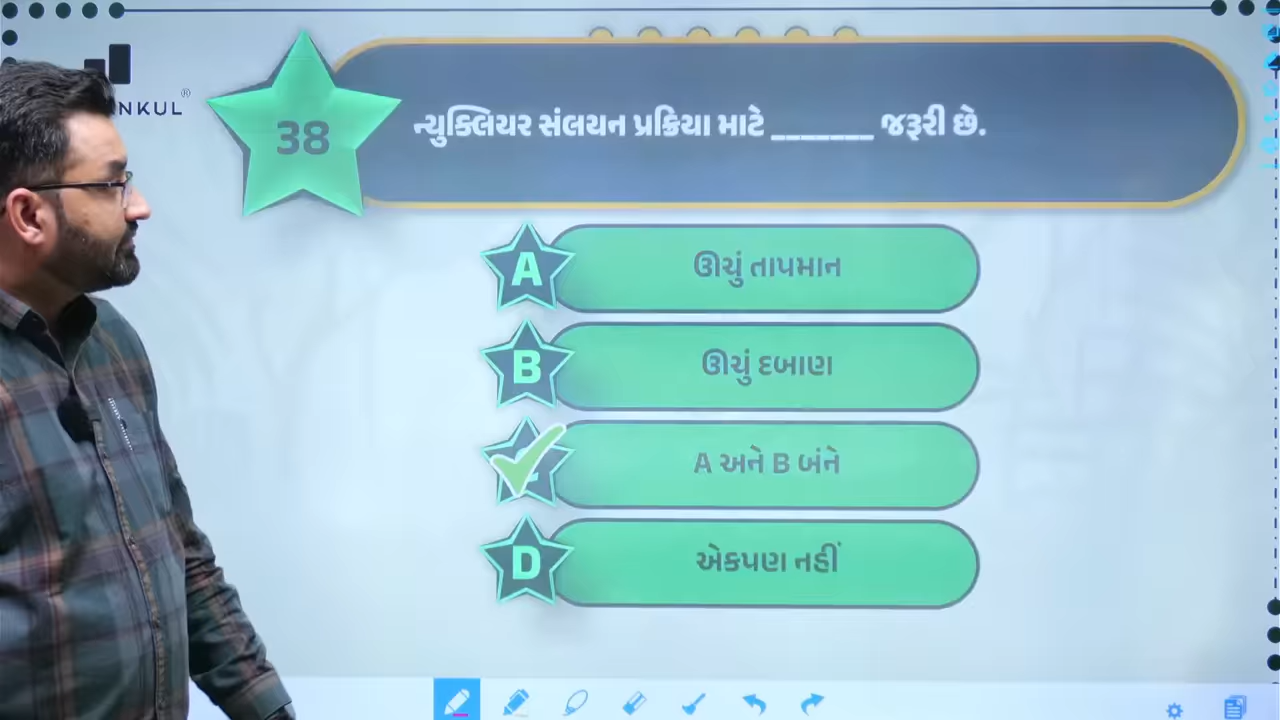 NKUL®
38
ન્યુક્લિયર સંલયન પ્રક્રિયા માટે _______ જરૂરી છે.
A ઊંચું તાપમાન
B ઊંચું દબાણ
A અને B બંને
D એકપણ નહીં